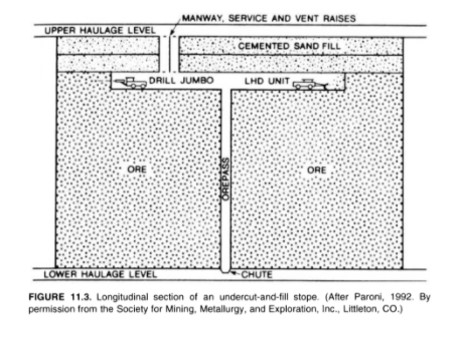 MANWAY, SERVICE AND VENT RAISES
UPPER HAULAGE LEVEL
CEMENTED SAND FILL
DRILL JUMBO
LHD UNIT
ORE
OREPASS
ORE
LOWER HAULAGE LEVEL
CHUTE
FIGURE 11.3. Longitudinal section of an undercut-and-fill stope. (After Paroni, 1992. By
permission from the Society for Mining, Metallurgy, and Exploration, Inc., Littleton, CO.)